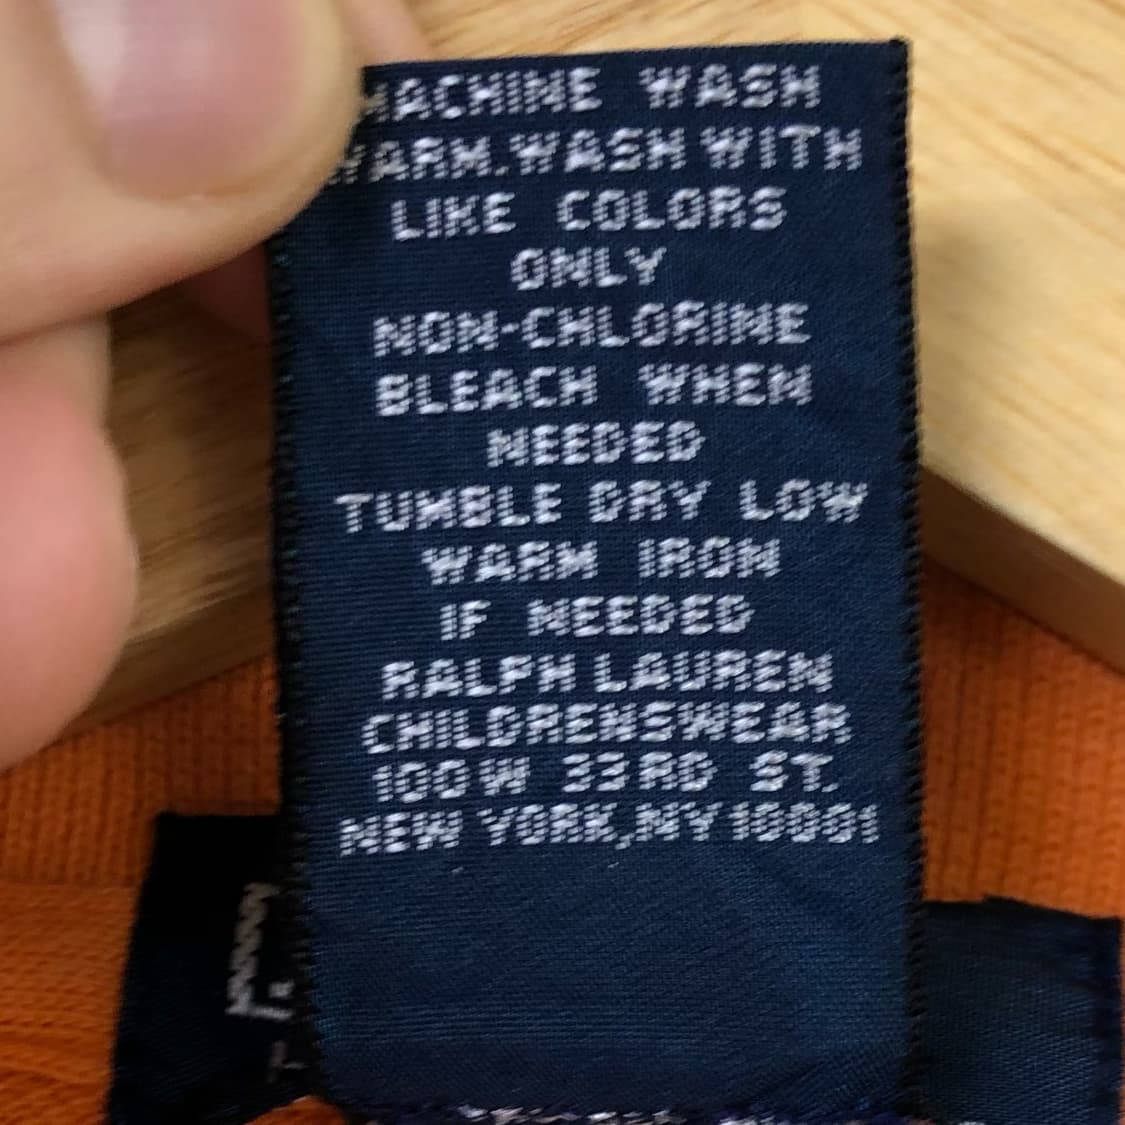 MACHINE WASH
WARM.WASH WITH
LIKE COLORS
ONLY
NON-CHLORINE
BLEACH WHEN
NEEDED
TUMBLE DRY LOW
WARM IRON
IF NEEDED
RALPH LAUREN
CHILDRENSWEAR
100 W 33RD ST.
NEW YORK,NY 10001